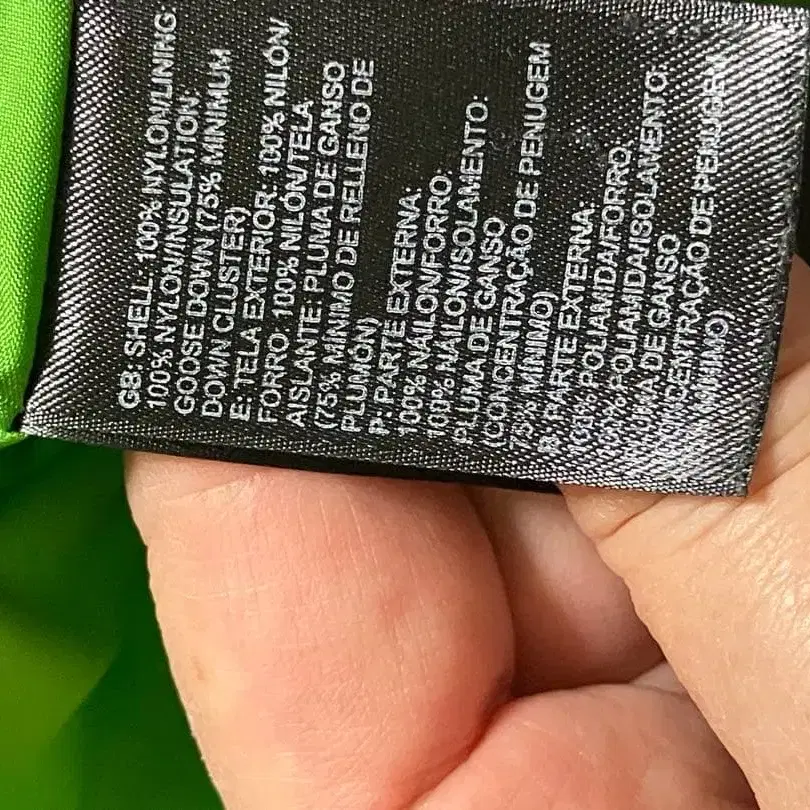 GB: SHELL: 100% NYLON/LINING:
100% NYLON/INSULATION:
GOOSE DOWN (75% MINIMUM
DOWN CLUSTER)
E: TELA EXTERIOR: 100% NILÓN/
FORRO: 100% NILÓN/TELA
AISLANTE: PLUMA DE GANSO
(75% MÍNIMO DE RELLENO DE
PLUMÓN)
P: PARTE EXTERNA:
100% NÁILON/FORRO:
100% NÁILON/ISOLAMENTO:
PLUMA DE GANSO
(CONCENTRAÇÃO DE PENUGEM
75% MÍNIMO)
PARTE EXTERNA:
100% POLIAMIDA/FORRO:
100% POLIAMIDA/ISOLAMENTO:
PLUMA DE GANSO
DE PENUGEM